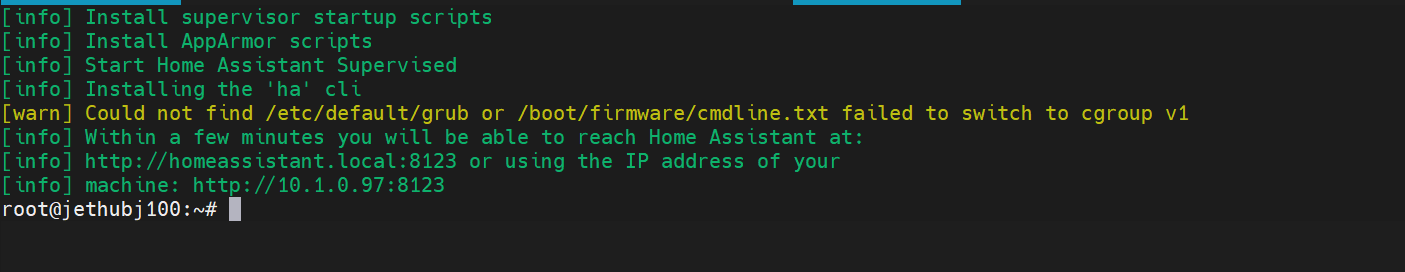 [info] Install supervisor startup scripts
[info] Install AppArmor scripts
[info] Start Home Assistant Supervised
[info] Installing the 'ha' cli
[warn] Could not find /etc/default/grub or /boot/firmware/cmdline.txt failed to switch to cgroup v1
[info] Within a few minutes you will be able to reach Home Assistant at:
[info] http://homeassistant.local:8123 or using the IP address of your
[info] machine: http://10.1.0.97:8123
root@jethubj100:~#